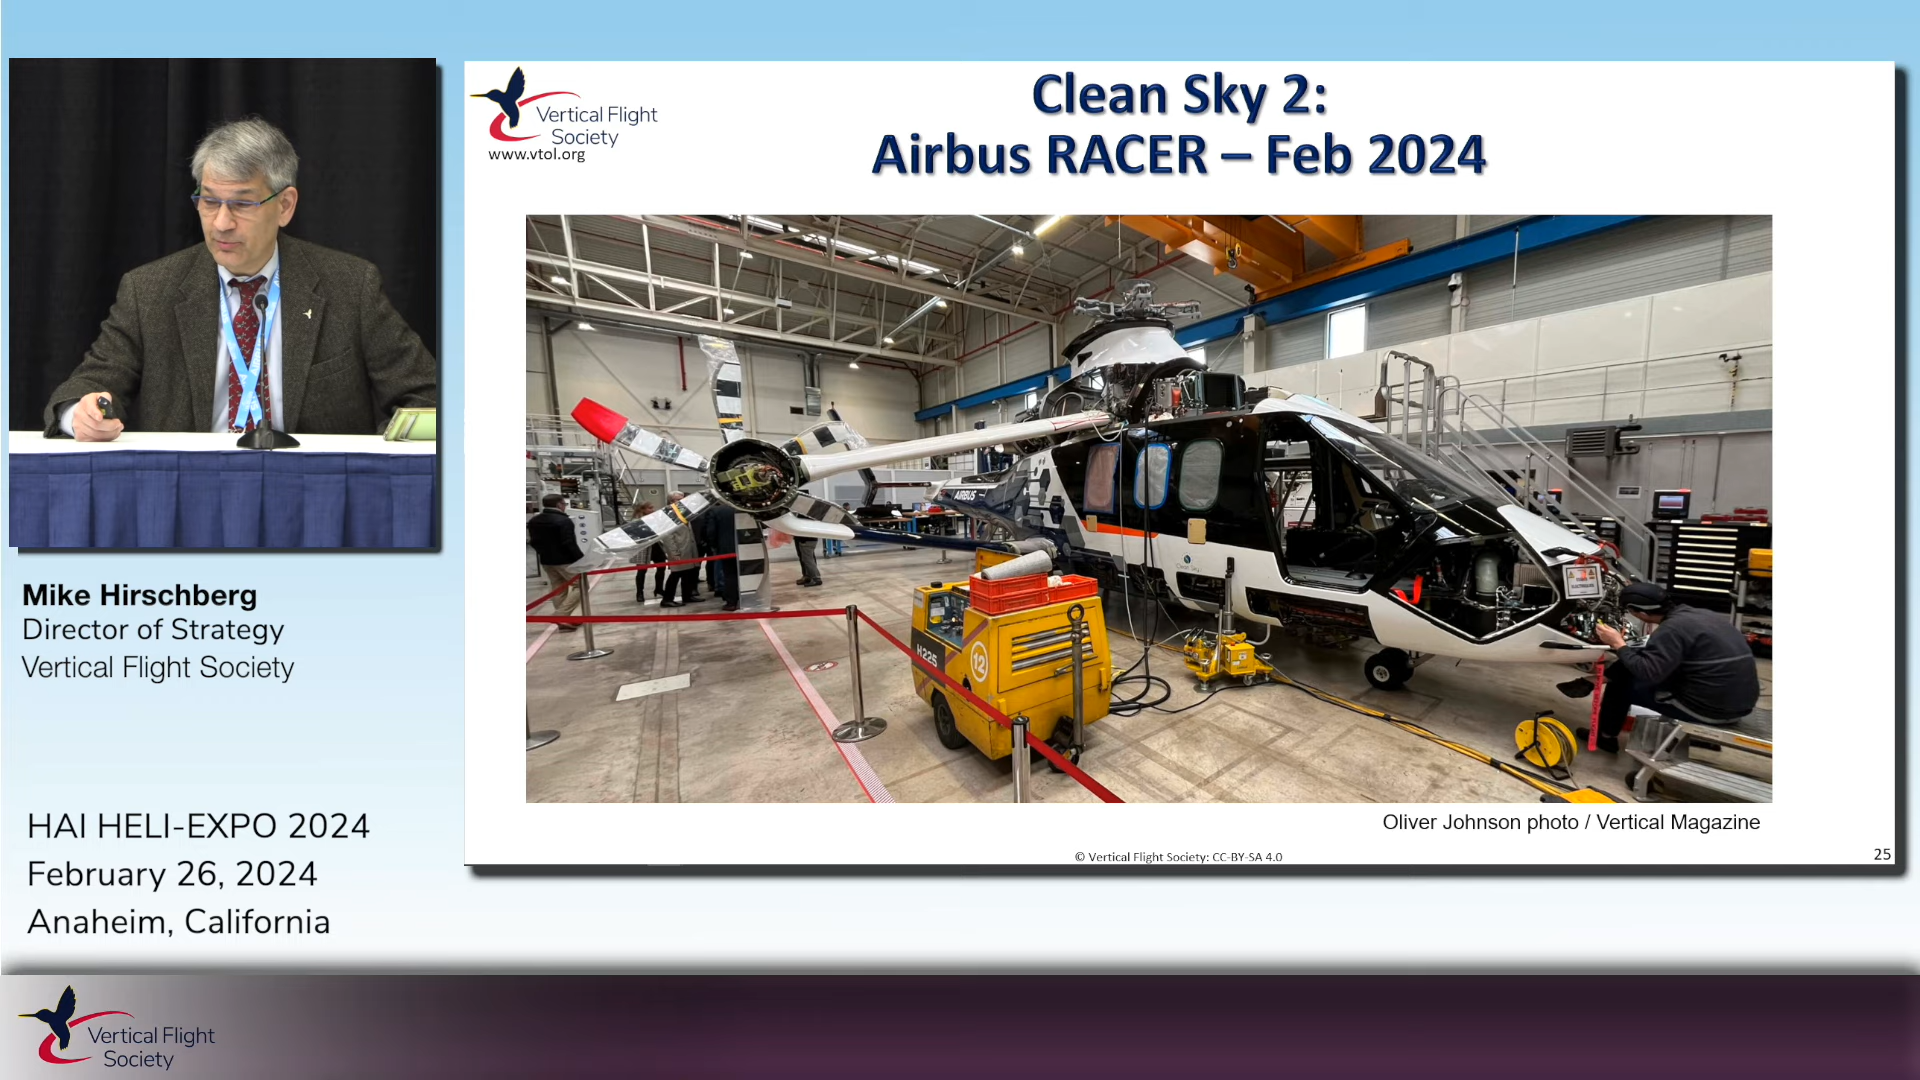 Vertical Flight
Society
www.vtol.org
Clean Sky 2:
Airbus RACER – Feb 2024
AIRBUS
H225
12
Oliver Johnson photo / Vertical Magazine
© Vertical Flight Society: CC-BY-SA 4.0
25
Mike Hirschberg
Director of Strategy
Vertical Flight Society
HAI HELI-EXPO 2024
February 26, 2024
Anaheim, California
Vertical Flight
Society